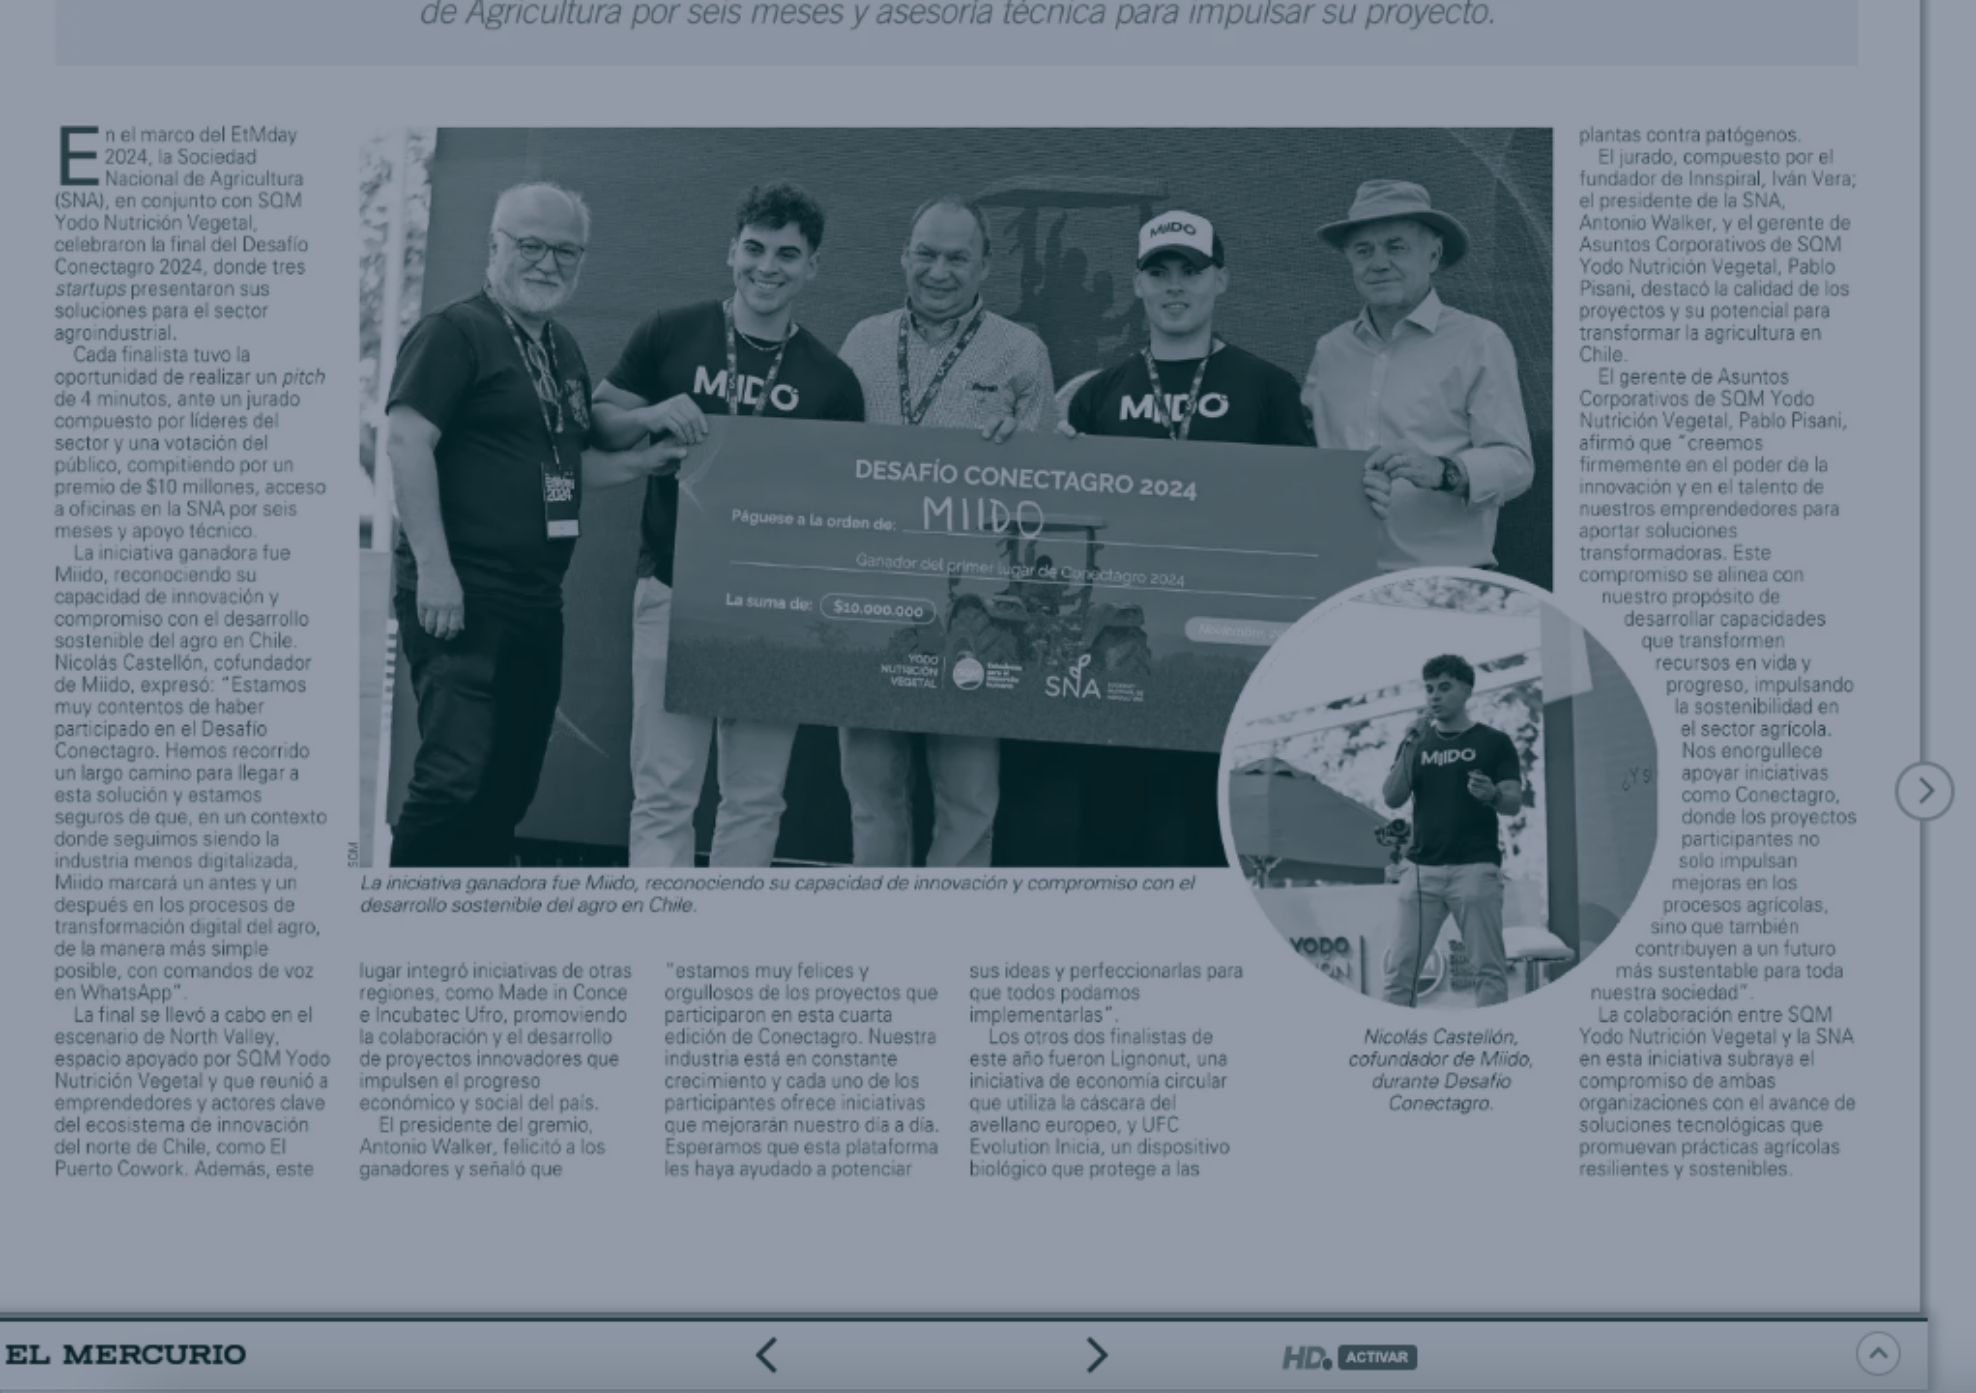 de Agricultura por seis meses y asesoría técnica para impulsar su proyecto.
En el marco del EtMday
2024, la Sociedad
Nacional de Agricultura
(SNA), en conjunto con SQM
Yodo Nutrición Vegetal,
celebraron la final del Desafío
Conectagro 2024, donde tres
startups presentaron sus
soluciones para el sector
agroindustrial.
Cada finalista tuvo la
oportunidad de realizar un pitch
de 4 minutos, ante un jurado
compuesto por líderes del
sector y una votación del
público, compitiendo por un
premio de $10 millones, acceso
a oficinas en la SNA por seis
meses y apoyo técnico.
La iniciativa ganadora fue
Miido, reconociendo su
capacidad de innovación y
compromiso con el desarrollo
sostenible del agro en Chile.
Nicolás Castellón, cofundador
de Miido, expresó: "Estamos
muy contentos de haber
participado en el Desafío
Conectagro. Hemos recorrido
un largo camino para llegar a
esta solución y estamos
seguros de que, en un contexto
donde seguimos siendo la
industria menos digitalizada,
Miido marcará un antes y un
después en los procesos de
transformación digital del agro,
de la manera más simple
posible, con comandos de voz
en WhatsApp".
La final se llevó a cabo en el
escenario de North Valley,
espacio apoyado por SQM Yodo
Nutrición Vegetal y que reunió a
emprendedores y actores clave
del ecosistema de innovación
del norte de Chile, como El
Puerto Cowork. Además, este
MIIDO
MIIDO
MIIDO
2024
DESAFÍO CONECTAGRO 2024
Páguese a la orden de: MIIDO
Ganador del primer lugar de Conectagro 2024
La suma de: $10.000.000
Noviembre,
YODO
NUTRICIÓN
VEGETAL
SQM
SNA
SQM
La iniciativa ganadora fue Miido, reconociendo su capacidad de innovación y compromiso con el
desarrollo sostenible del agro en Chile.
MIIDO
¿Y S
YODO
Nicolás Castellón,
cofundador de Miido,
durante Desafío
Conectagro.
lugar integró iniciativas de otras
regiones, como Made in Conce
e Incubatec Ufro, promoviendo
la colaboración y el desarrollo
de proyectos innovadores que
impulsen el progreso
económico y social del país.
El presidente del gremio,
Antonio Walker, felicitó a los
ganadores y señaló que
"estamos muy felices y
orgullosos de los proyectos que
participaron en esta cuarta
edición de Conectagro. Nuestra
industria está en constante
crecimiento y cada uno de los
participantes ofrece iniciativas
que mejorarán nuestro día a día.
Esperamos que esta plataforma
les haya ayudado a potenciar
sus ideas y perfeccionarlas para
que todos podamos
implementarlas".
Los otros dos finalistas de
este año fueron Lignonut, una
iniciativa de economía circular
que utiliza la cáscara del
avellano europeo, y UFC
Evolution Inicia, un dispositivo
biológico que protege a las
plantas contra patógenos.
El jurado, compuesto por el
fundador de Innspiral, Iván Vera;
el presidente de la SNA,
Antonio Walker, y el gerente de
Asuntos Corporativos de SQM
Yodo Nutrición Vegetal, Pablo
Pisani, destacó la calidad de los
proyectos y su potencial para
transformar la agricultura en
Chile.
El gerente de Asuntos
Corporativos de SQM Yodo
Nutrición Vegetal, Pablo Pisani,
afirmó que "creemos
firmemente en el poder de la
innovación y en el talento de
nuestros emprendedores para
aportar soluciones
transformadoras. Este
compromiso se alinea con
nuestro propósito de
desarrollar capacidades
que transformen
recursos en vida y
progreso, impulsando
la sostenibilidad en
el sector agrícola.
Nos enorgullece
apoyar iniciativas
como Conectagro,
donde los proyectos
participantes no
solo impulsan
mejoras en los
procesos agrícolas,
sino que también
contribuyen a un futuro
más sustentable para toda
nuestra sociedad".
La colaboración entre SQM
Yodo Nutrición Vegetal y la SNA
en esta iniciativa subraya el
compromiso de ambas
organizaciones con el avance de
soluciones tecnológicas que
promuevan prácticas agrícolas
resilientes y sostenibles.
EL MERCURIO
HD. ACTIVAR